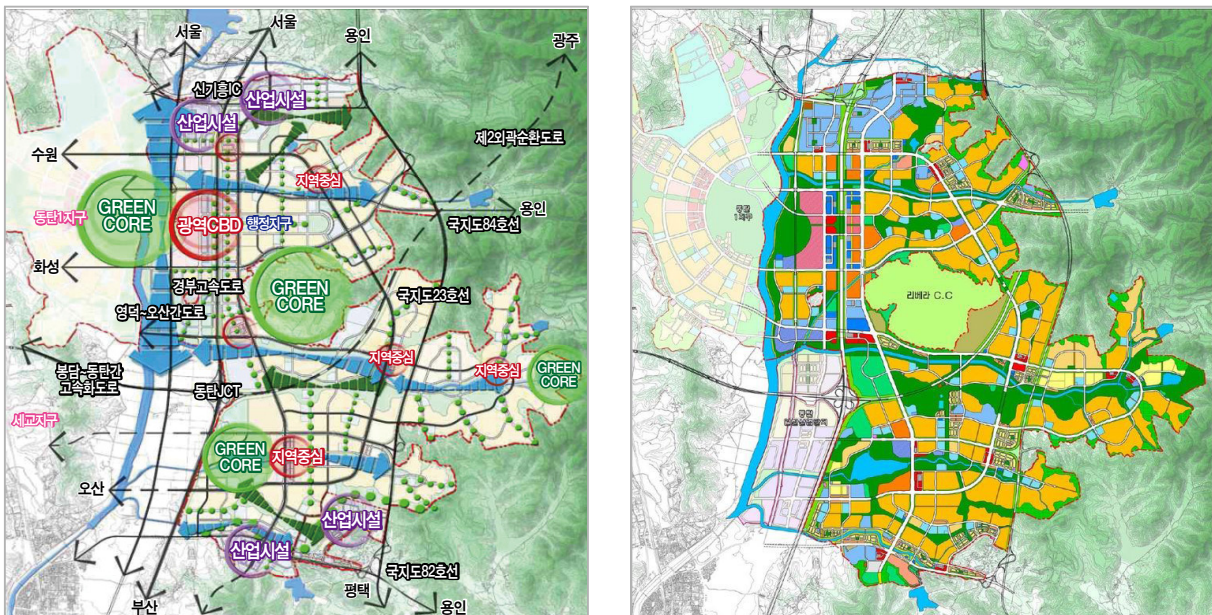 서울
서울
용인
광주
신기흥IC
산업시설
산업시설
제2외곽순환도로
수원
지역중심
동탄1지구
GREEN
CORE
광역CBD
행정지구
용인
국지도84호선
화성
경부고속도로
GREEN
CORE
국지도23호선
영덕~오산간도로
봉담~동탄간
고속화도로
지역중심
지역중심
GREEN
CORE
동탄JCT
세교지구
GREEN
CORE
지역중심
오산
산업시설
산업시설
국지도82호선
부산
평택
용인
동탄
1지구
리베라 C.C
동탄